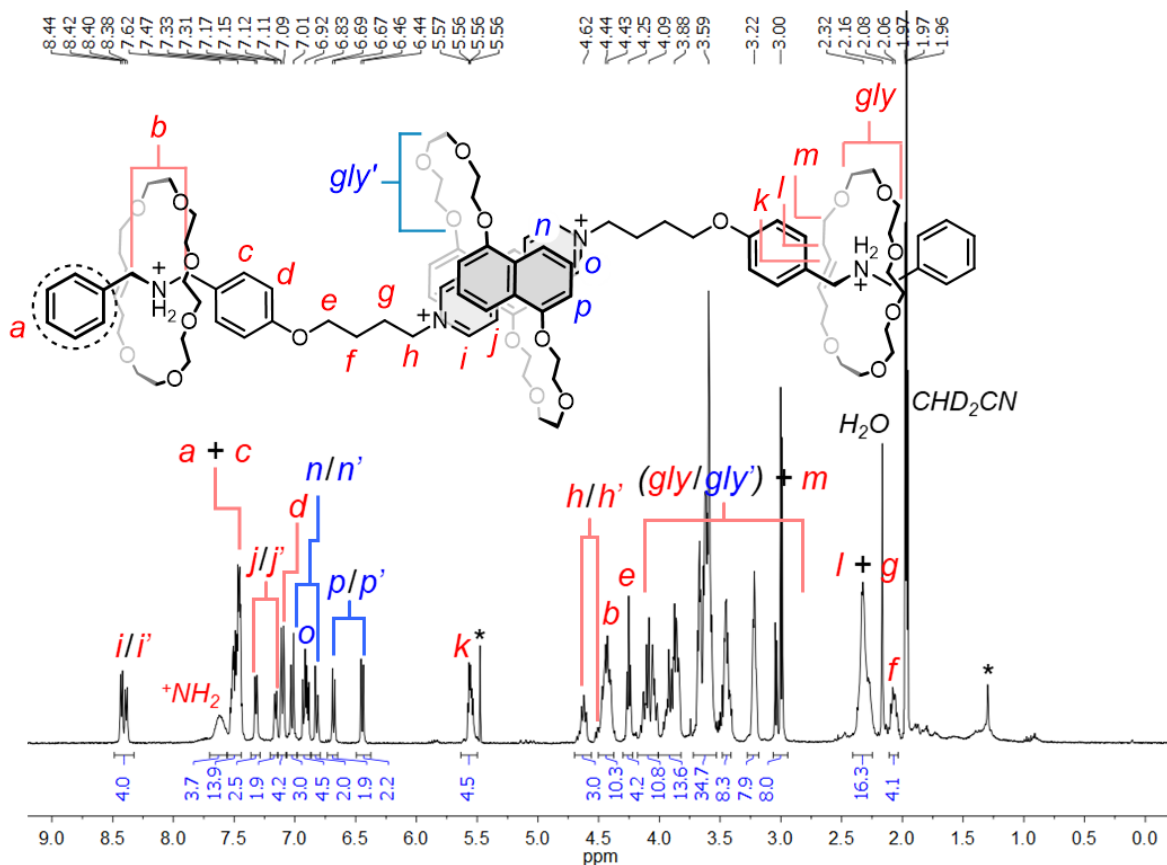 8.44 8.42 8.40 8.38 7.62 7.47 7.33 7.31 7.17 7.15 7.12 7.11 7.09 7.01 6.92 6.83 6.69 6.67 6.46 6.44 5.57 5.56 5.56 5.56 4.62 4.44 4.43 4.25 4.09 3.88 3.59 3.22 3.00 2.32 2.16 2.08 2.06 1.97 1.97 1.96
gly
b
m
l
k
gly'
O O O O
n
N +
O
O
c
d
+
N
H2
a
e
f
g
h
+
N
i
j
o
p
O O O O
H2
N
+
O O O O
CHD2CN
H2O
a + c
n/n’
d
j/j’
p/p’
o
i/i’
+NH2
k
*
h/h’
(gly/gly’) + m
e
b
l + g
f
*
4.0 3.7 13.9 2.5 1.9 4.2 3.0 4.5 2.0 1.9 2.2 4.5 3.0 10.3 4.2 10.8 13.6 34.7 8.3 7.9 8.0 16.3 4.1
9.0 8.5 8.0 7.5 7.0 6.5 6.0 5.5 5.0 4.5 4.0 3.5 3.0 2.5 2.0 1.5 1.0 0.5 0.0
ppm